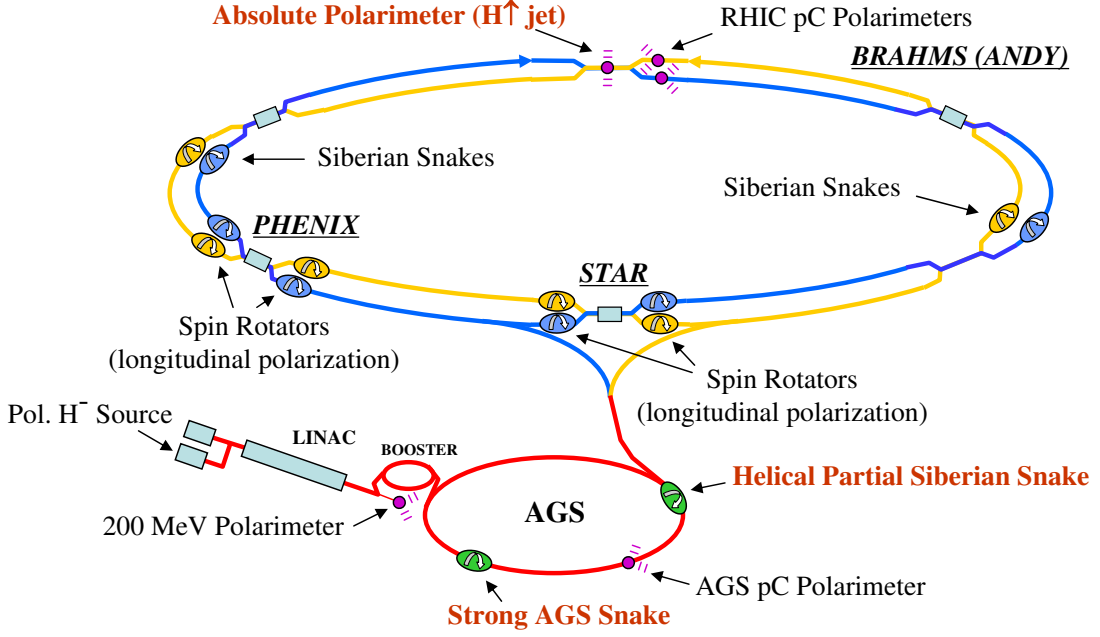 Absolute Polarimeter (H↑ jet)
RHIC pC Polarimeters
BRAHMS (ANDY)
Siberian Snakes
Siberian Snakes
PHENIX
STAR
Spin Rotators
(longitudinal polarization)
Spin Rotators
(longitudinal polarization)
Pol. H⁻ Source
LINAC
BOOSTER
200 MeV Polarimeter
AGS
Helical Partial Siberian Snake
AGS pC Polarimeter
Strong AGS Snake